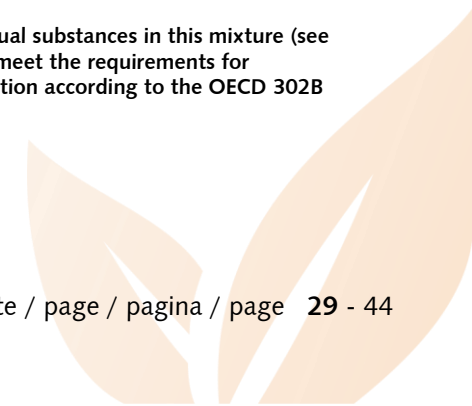 ual substances in this mixture (see
meet the requirements for
tion according to the OECD 302B
te / page / pagina / page 29 - 44